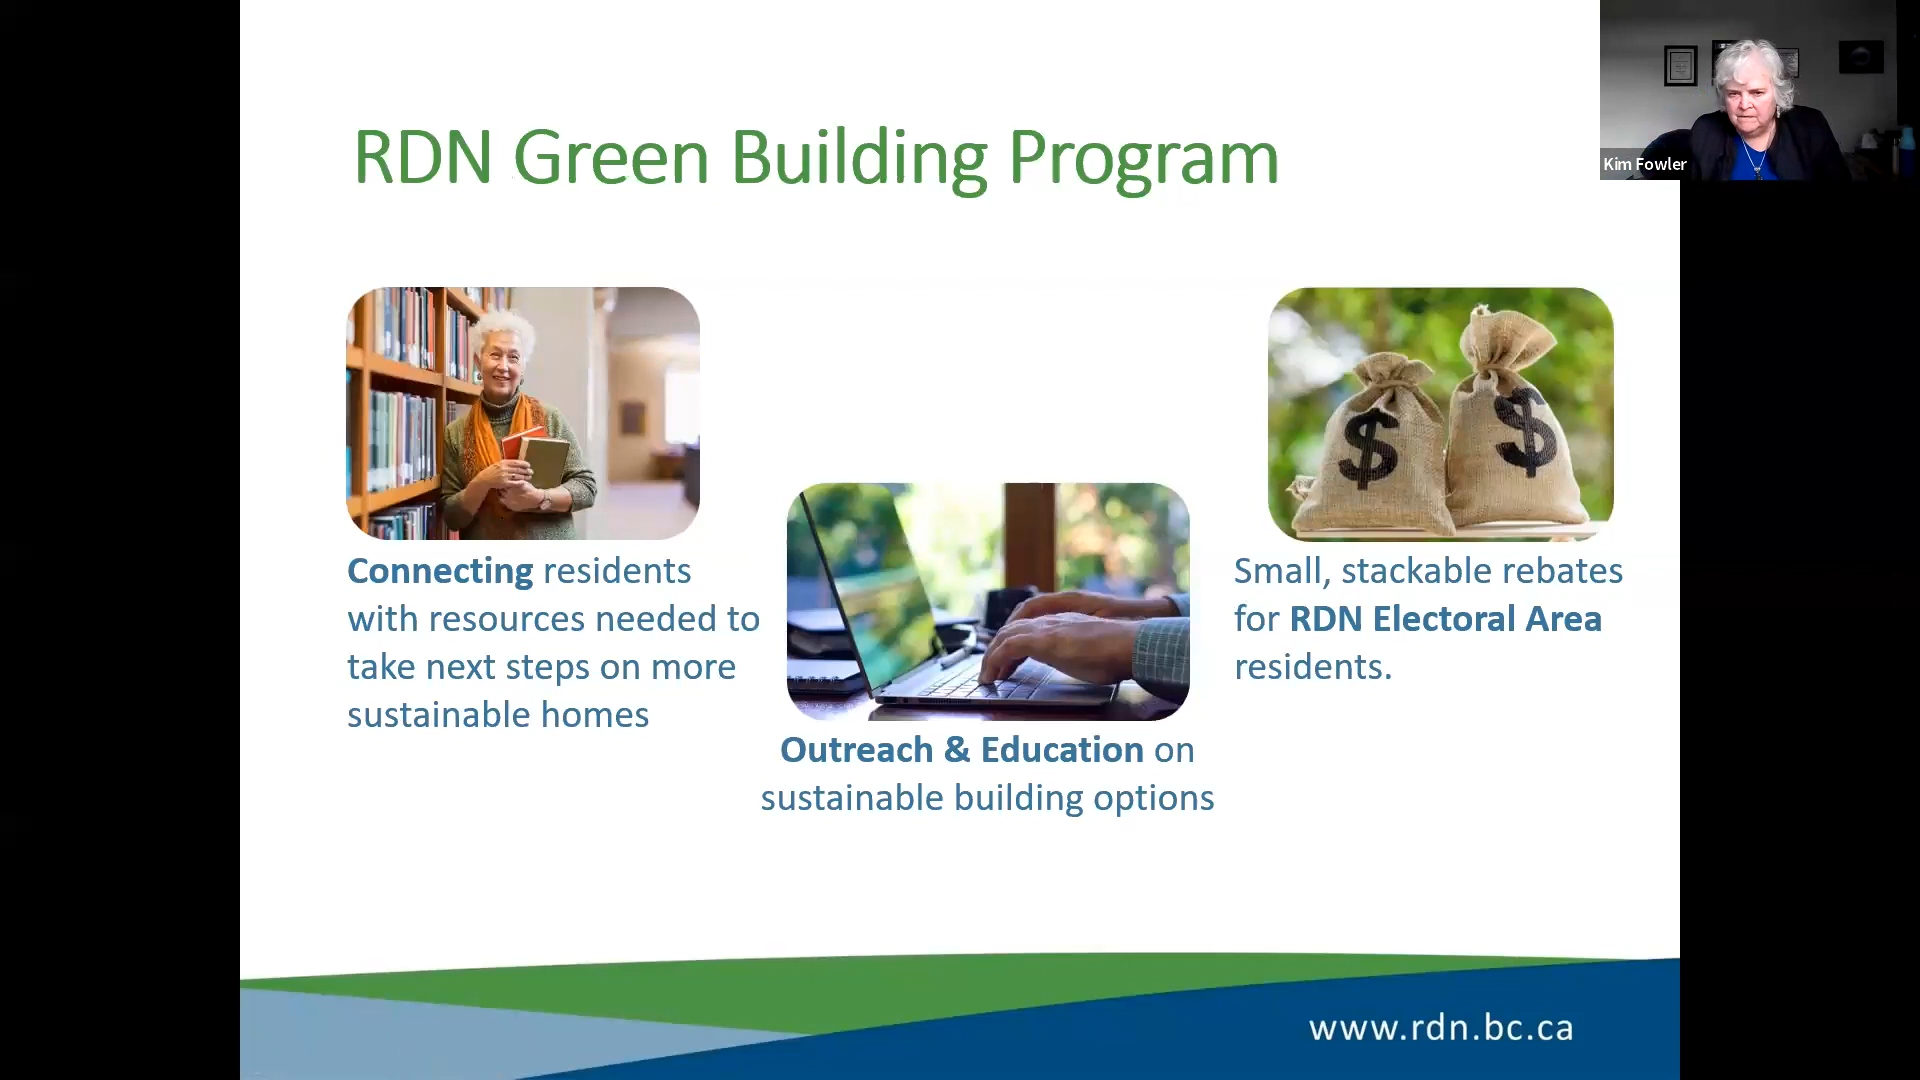 RDN Green Building Program
Kim Fowler
$ $
Connecting residents
with resources needed to
take next steps on more
sustainable homes
Outreach & Education on
sustainable building options
Small, stackable rebates
for RDN Electoral Area
residents.
www.rdn.bc.ca